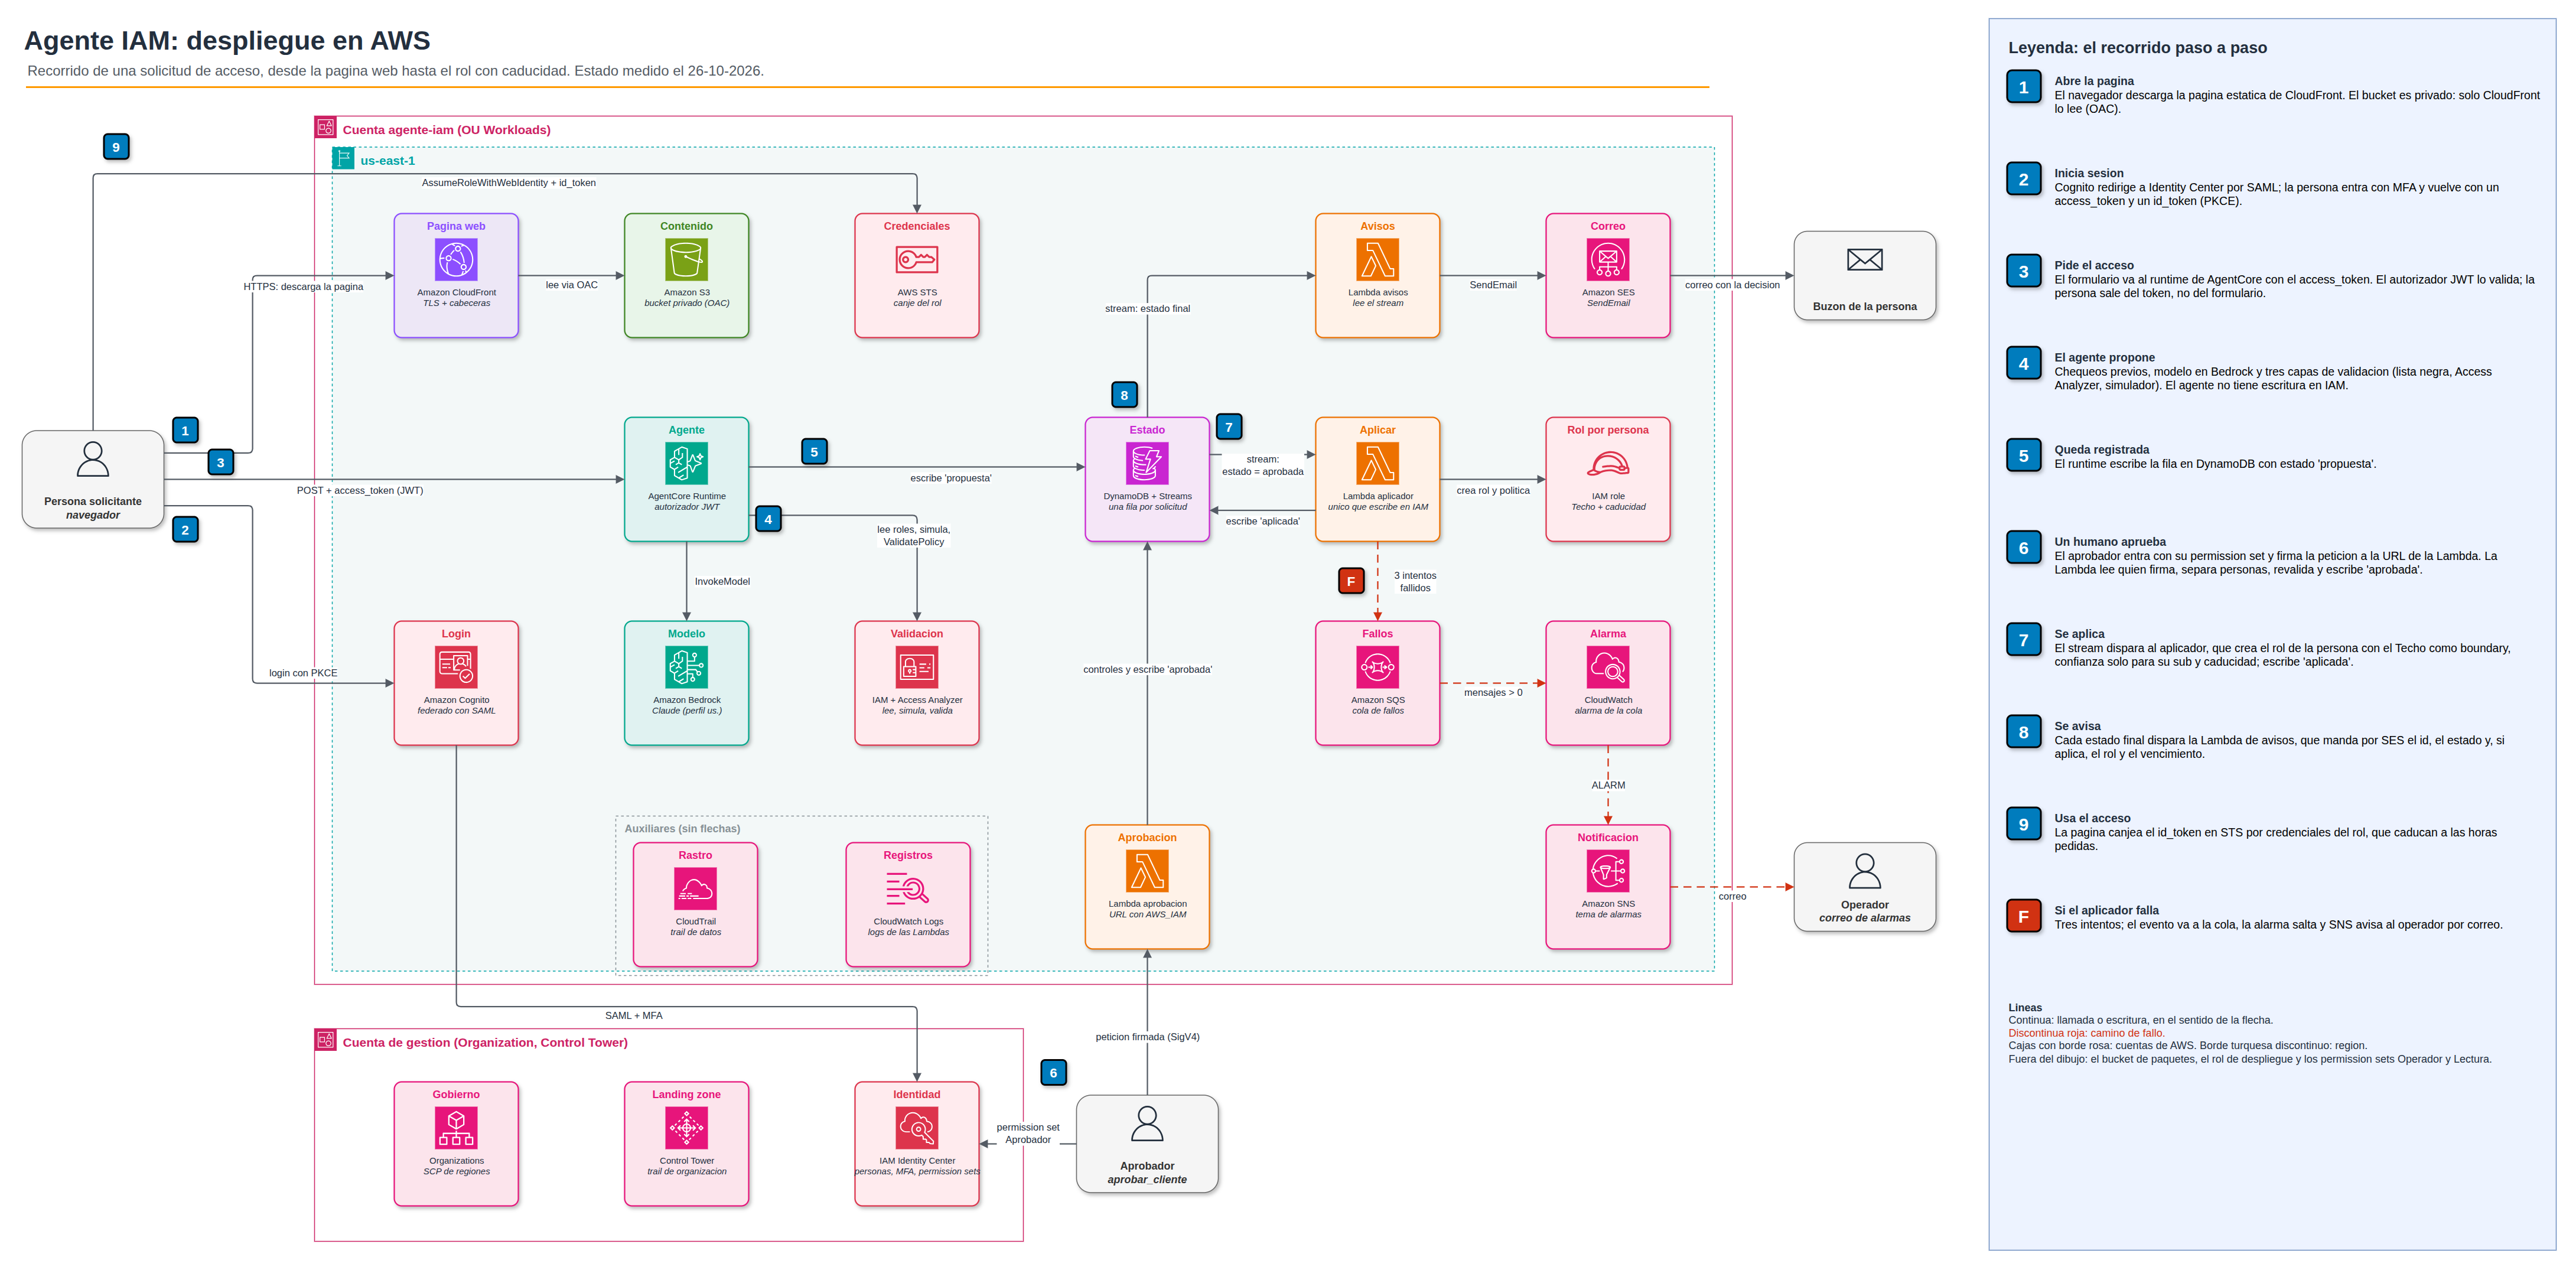 Agente IAM: despliegue en AWS
Recorrido de una solicitud de acceso, desde la pagina web hasta el rol con caducidad. Estado medido el 26-10-2026.
Cuenta agente-iam (OU Workloads)
us-east-1
9
AssumeRoleWithWebIdentity + id_token
Pagina web
Amazon CloudFront
TLS + cabeceras
lee via OAC
Contenido
Amazon S3
bucket privado (OAC)
Credenciales
AWS STS
canje del rol
Avisos
Lambda avisos
lee el stream
SendEmail
Correo
Amazon SES
SendEmail
correo con la decision
Buzon de la persona
HTTPS: descarga la pagina
stream: estado final
8
1
3
2
Persona solicitante
navegador
POST + access_token (JWT)
login con PKCE
Agente
AgentCore Runtime
autorizador JWT
5
escribe 'propuesta'
4
lee roles, simula,
ValidatePolicy
InvokeModel
Estado
DynamoDB + Streams
una fila por solicitud
7
stream:
estado = aprobada
escribe 'aplicada'
Aplicar
Lambda aplicador
unico que escribe en IAM
crea rol y politica
Rol por persona
IAM role
Techo + caducidad
F
3 intentos
fallidos
Login
Amazon Cognito
federado con SAML
Modelo
Amazon Bedrock
Claude (perfil us.)
Validacion
IAM + Access Analyzer
lee, simula, valida
controles y escribe 'aprobada'
Fallos
Amazon SQS
cola de fallos
mensajes > 0
Alarma
CloudWatch
alarma de la cola
ALARM
Auxiliares (sin flechas)
Rastro
CloudTrail
trail de datos
Registros
CloudWatch Logs
logs de las Lambdas
Aprobacion
Lambda aprobacion
URL con AWS_IAM
Notificacion
Amazon SNS
tema de alarmas
correo
Operador
correo de alarmas
SAML + MFA
peticion firmada (SigV4)
Cuenta de gestion (Organization, Control Tower)
6
Gobierno
Organizations
SCP de regiones
Landing zone
Control Tower
trail de organizacion
Identidad
IAM Identity Center
personas, MFA, permission sets
permission set
Aprobador
Aprobador
aprobar_cliente
Leyenda: el recorrido paso a paso
1
Abre la pagina
El navegador descarga la pagina estatica de CloudFront. El bucket es privado: solo CloudFront
lo lee (OAC).
2
Inicia sesion
Cognito redirige a Identity Center por SAML; la persona entra con MFA y vuelve con un
access_token y un id_token (PKCE).
3
Pide el acceso
El formulario va al runtime de AgentCore con el access_token. El autorizador JWT lo valida; la
persona sale del token, no del formulario.
4
El agente propone
Chequeos previos, modelo en Bedrock y tres capas de validacion (lista negra, Access
Analyzer, simulador). El agente no tiene escritura en IAM.
5
Queda registrada
El runtime escribe la fila en DynamoDB con estado 'propuesta'.
6
Un humano aprueba
El aprobador entra con su permission set y firma la peticion a la URL de la Lambda. La
Lambda lee quien firma, separa personas, revalida y escribe 'aprobada'.
7
Se aplica
El stream dispara al aplicador, que crea el rol de la persona con el Techo como boundary,
confianza solo para su sub y caducidad; escribe 'aplicada'.
8
Se avisa
Cada estado final dispara la Lambda de avisos, que manda por SES el id, el estado y, si
aplica, el rol y el vencimiento.
9
Usa el acceso
La pagina canjea el id_token en STS por credenciales del rol, que caducan a las horas
pedidas.
F
Si el aplicador falla
Tres intentos; el evento va a la cola, la alarma salta y SNS avisa al operador por correo.
Lineas
Continua: llamada o escritura, en el sentido de la flecha.
Discontinua roja: camino de fallo.
Cajas con borde rosa: cuentas de AWS. Borde turquesa discontinuo: region.
Fuera del dibujo: el bucket de paquetes, el rol de despliegue y los permission sets Operador y Lectura.